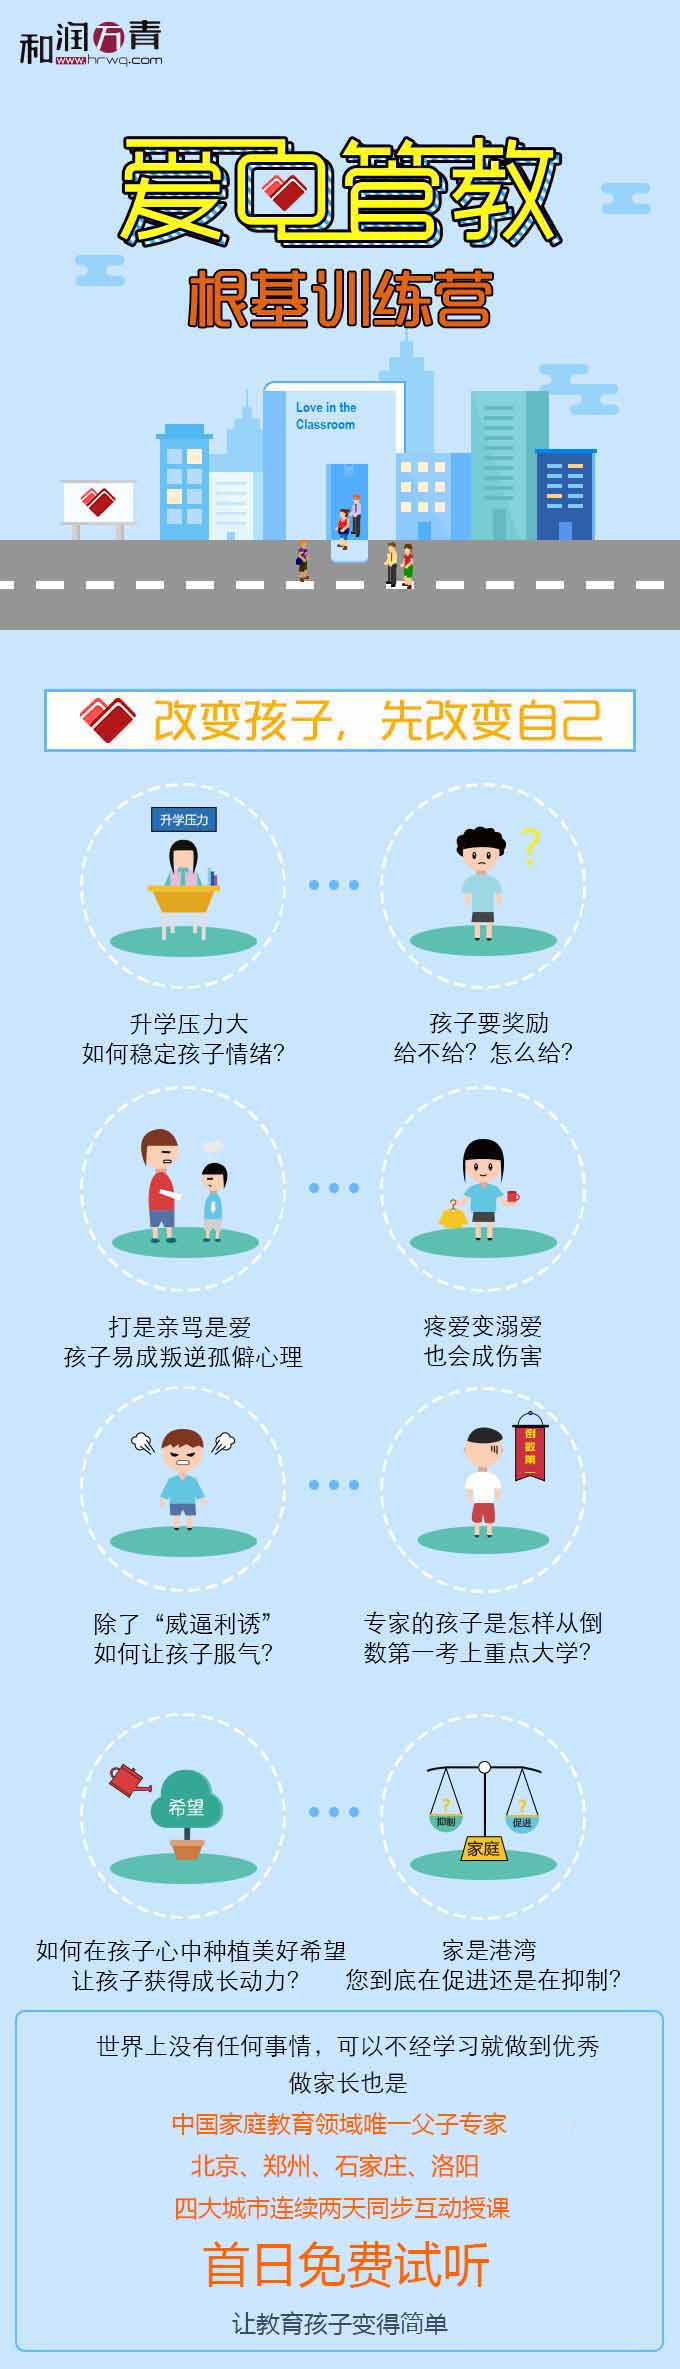 和润万青
www.hrwq.com
爱中管教
根基训练营
Love in the
Classroom
改变孩子，先改变自己
升学压力
?
升学压力大
如何稳定孩子情绪?
孩子要奖励
给不给？怎么给?
打是亲骂是爱
孩子易成叛逆孤僻心理
疼爱变溺爱
也会成伤害
倒数第一
除了“威逼利诱”
如何让孩子服气?
专家的孩子是怎样从倒
数第一考上重点大学?
希望
? ?
抑制 促进
家庭
如何在孩子心中种植美好希望
让孩子获得成长动力?
家是港湾
您到底在促进还是在抑制?
世界上没有任何事情，可以不经学习就做到优秀
做家长也是
中国家庭教育领域唯一父子专家
北京、郑州、石家庄、洛阳
四大城市连续两天同步互动授课
首日免费试听
让教育孩子变得简单